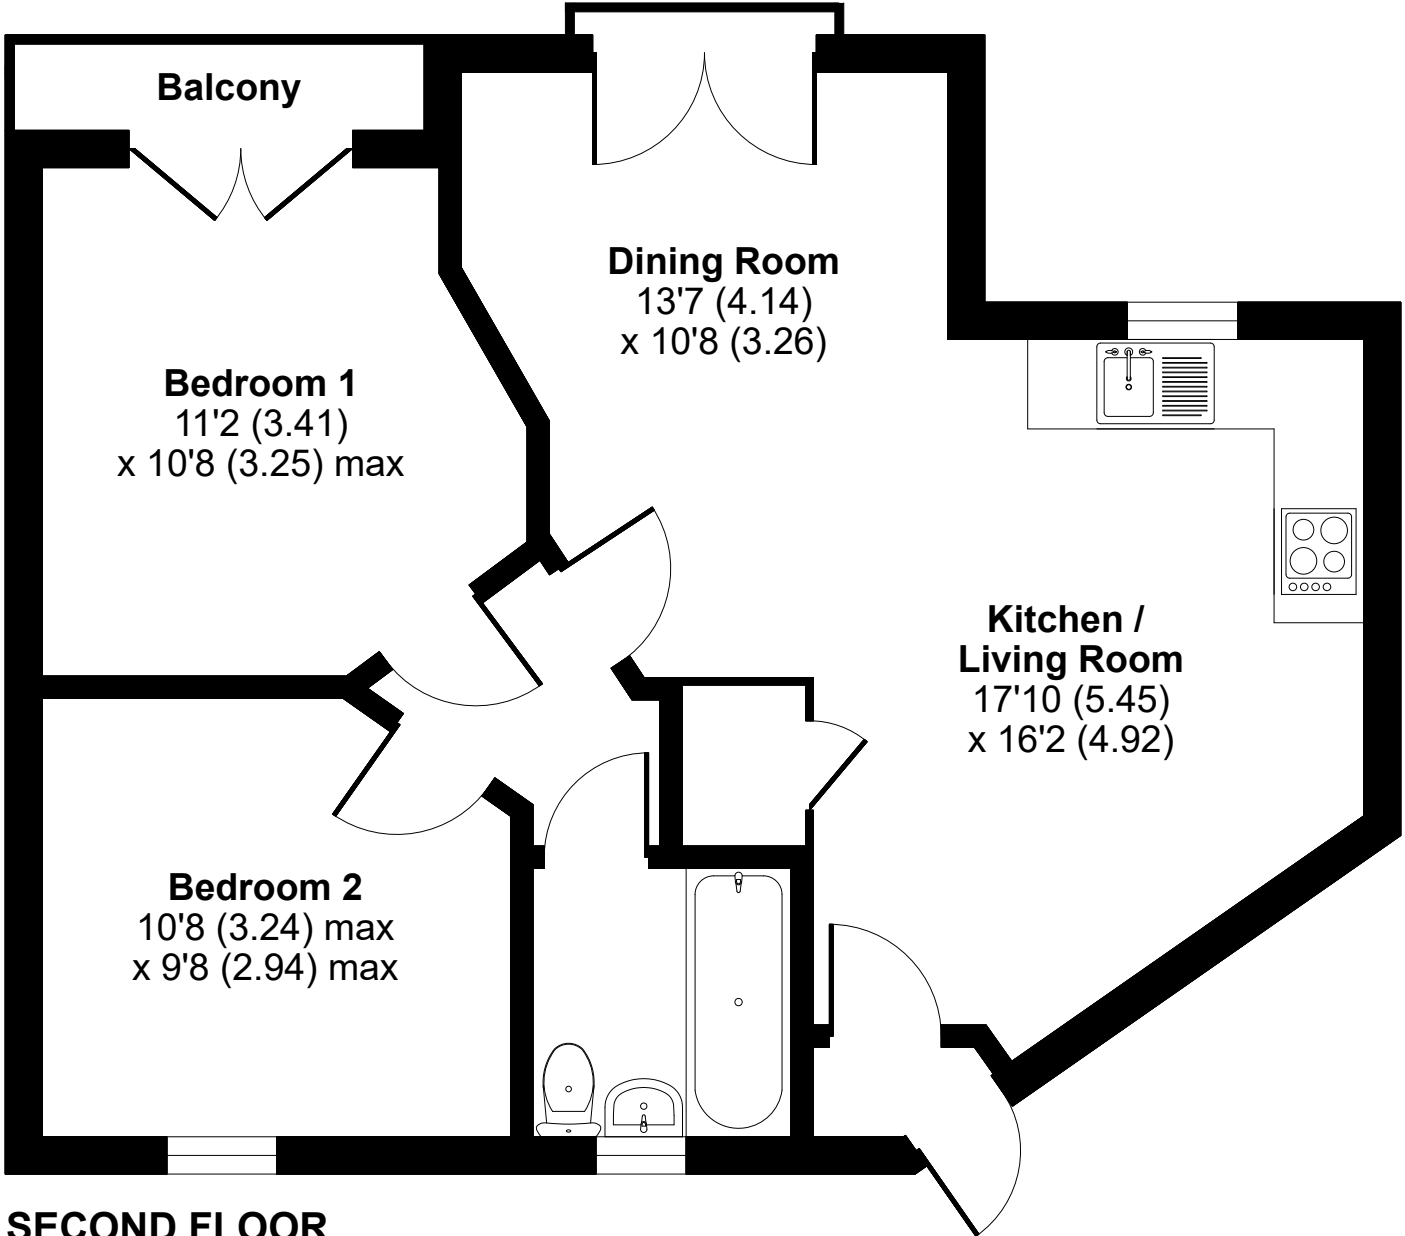 Balcony
Dining Room
13'7 (4.14)
x 10'8 (3.26)
Bedroom 1
11'2 (3.41)
x 10'8 (3.25) max
Kitchen /
Living Room
17'10 (5.45)
x 16'2 (4.92)
Bedroom 2
10'8 (3.24) max
x 9'8 (2.94) max
SECOND FLOOR